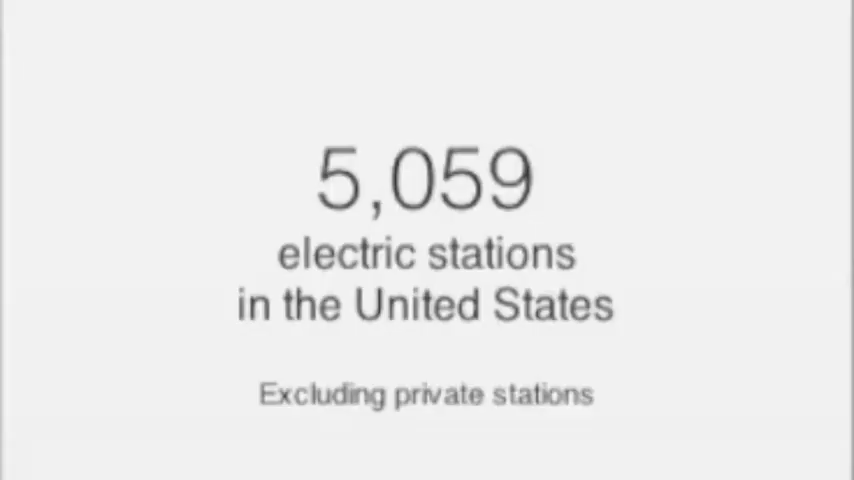 5,059
electric stations
in the United States
Excluding private stations